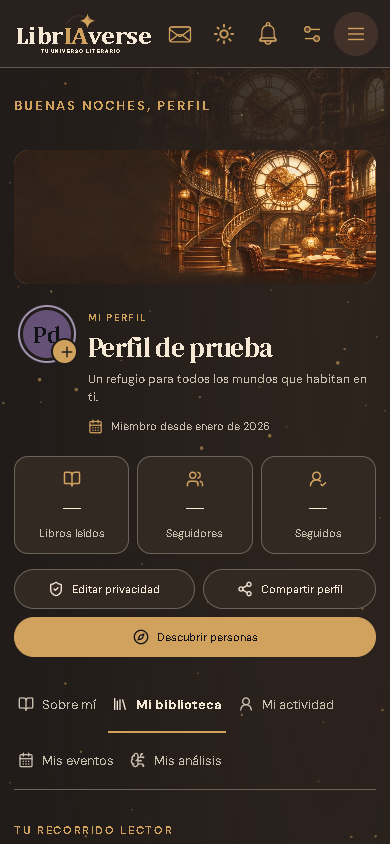 LibrIAverse
TU UNIVERSO LITERARIO
BUENAS NOCHES, PERFIL
Pd
MI PERFIL
Perfil de prueba
Un refugio para todos los mundos que habitan en
ti.
Miembro desde enero de 2026
— — —
Libros leídos Seguidores Seguidos
Editar privacidad Compartir perfil
Descubrir personas
Sobre mí Mi biblioteca Mi actividad
Mis eventos Mis análisis
TU RECORRIDO LECTOR